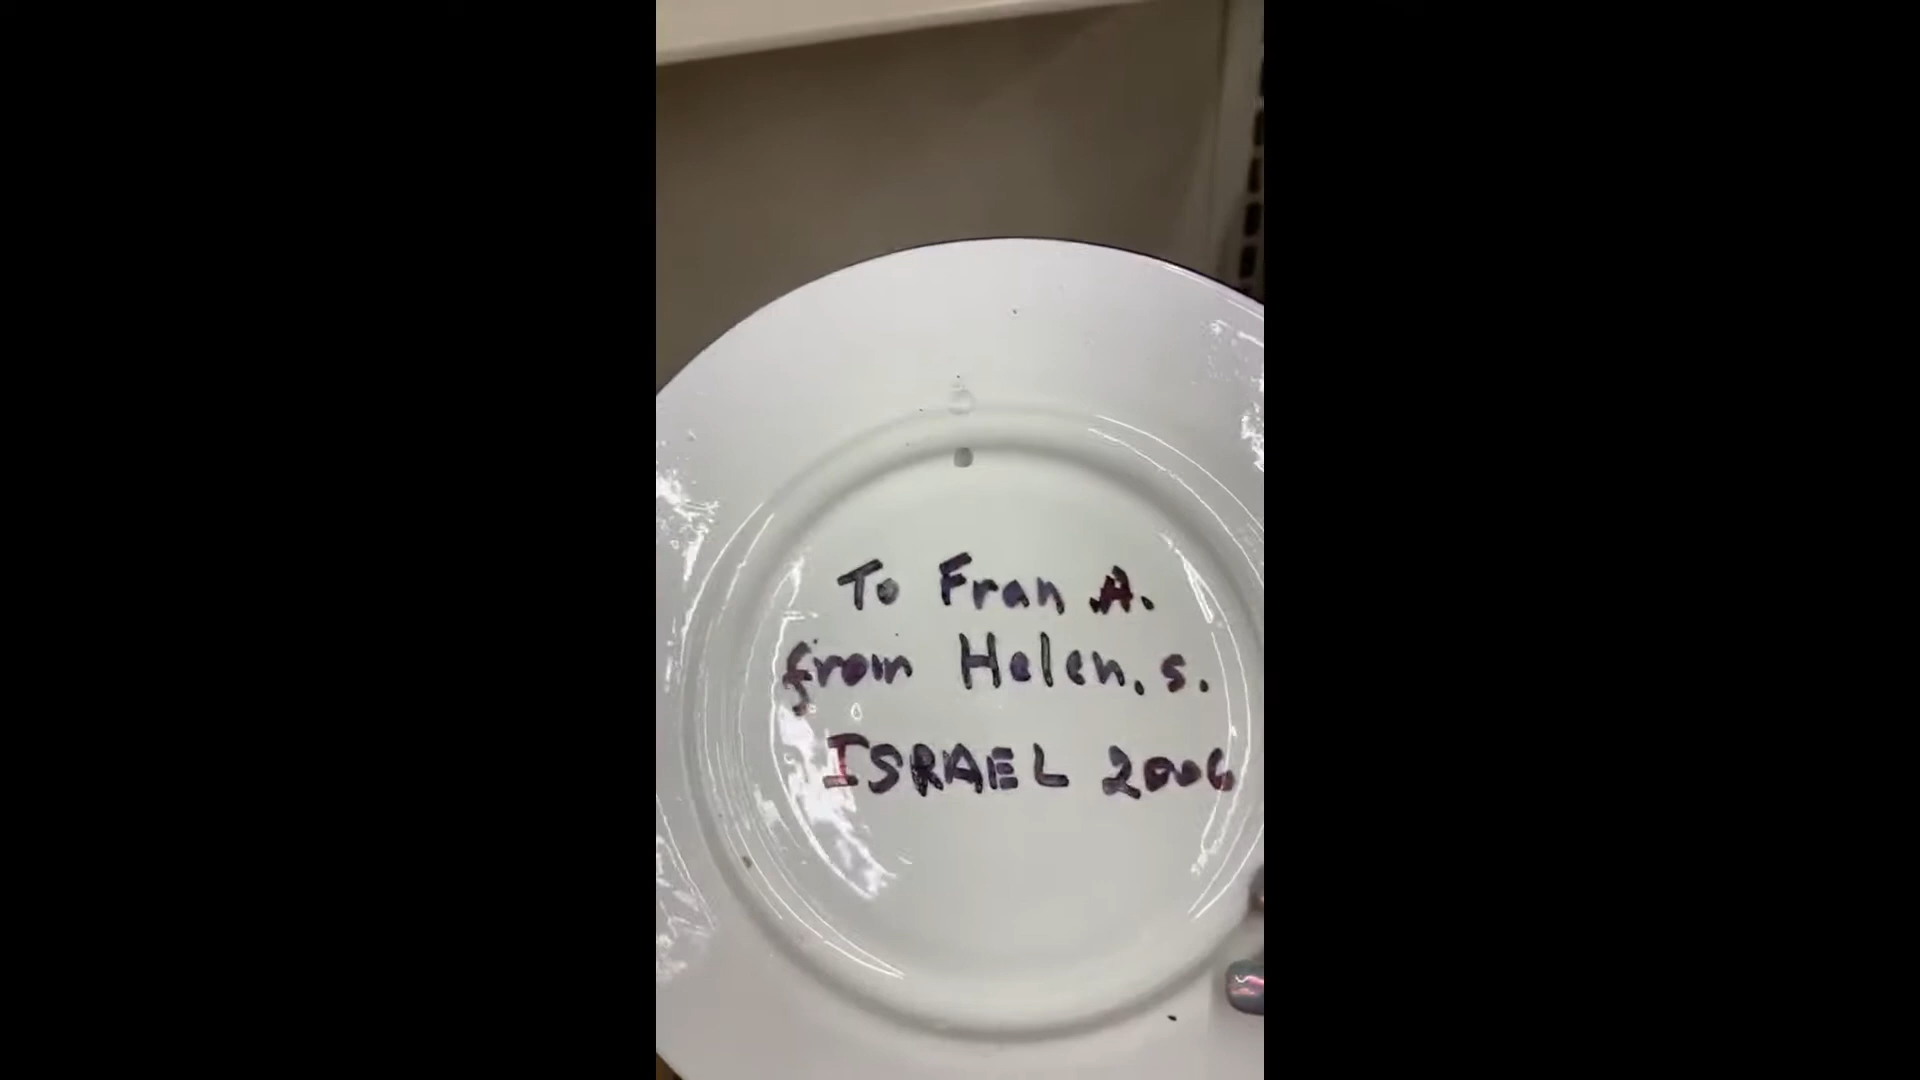 To Fran A.
from Helen. s.
ISRAEL 2006